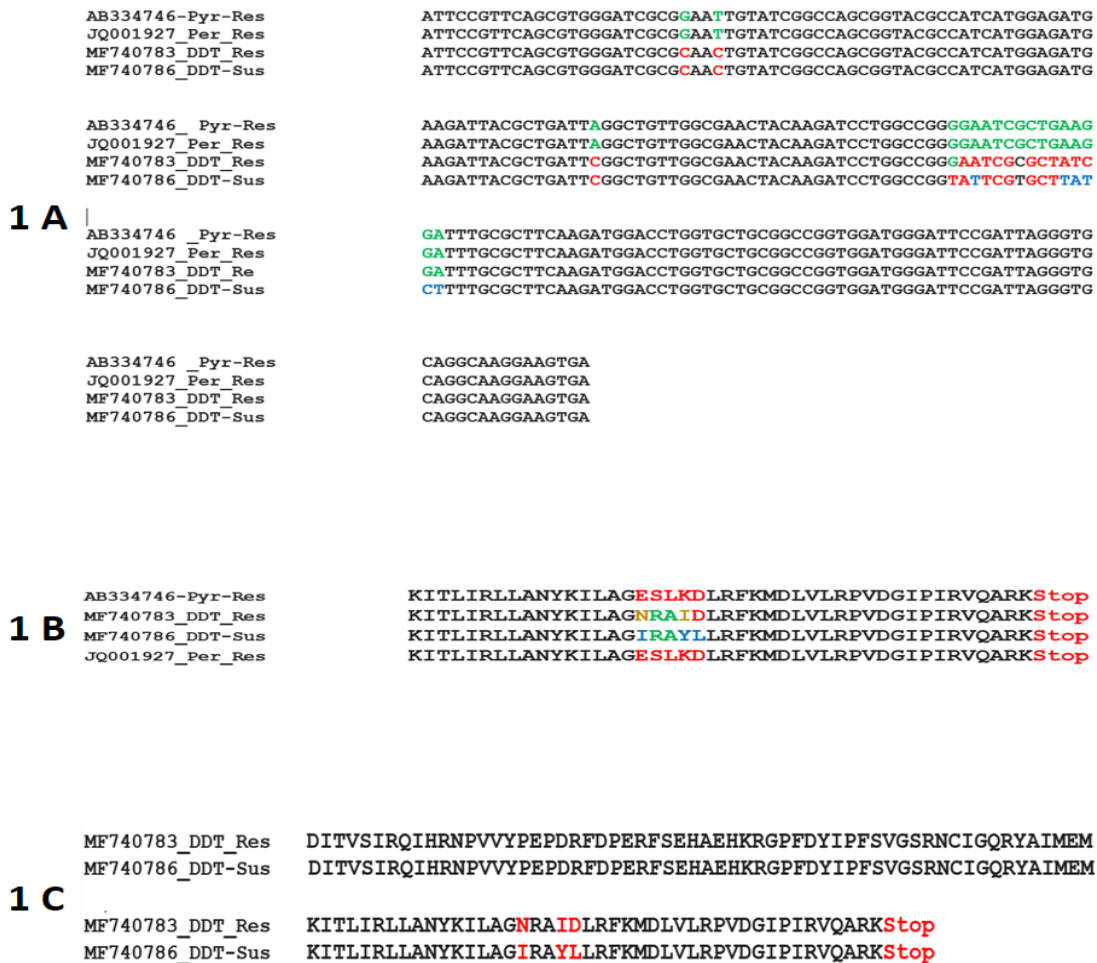 AB334746-Pyr-Res ATTCCGTTCAGCGTGGGATCGCGGAATTGTATCGGCCAGCGGTACGCCATCATGGAGATG
JQ001927_Per_Res ATTCCGTTCAGCGTGGGATCGCGGAATTGTATCGGCCAGCGGTACGCCATCATGGAGATG
MF740783_DDT_Res ATTCCGTTCAGCGTGGGATCGCGCAACTGTATCGGCCAGCGGTACGCCATCATGGAGATG
MF740786_DDT-Sus ATTCCGTTCAGCGTGGGATCGCGCAACTGTATCGGCCAGCGGTACGCCATCATGGAGATG
AB334746_ Pyr-Res AAGATTACGCTGATTAGGCTGTTGGCGAACTACAAGATCCTGGCCGGGGAATCGCTGAAG
JQ001927_Per_Res AAGATTACGCTGATTAGGCTGTTGGCGAACTACAAGATCCTGGCCGGGGAATCGCTGAAG
MF740783_DDT_Res AAGATTACGCTGATTCGGCTGTTGGCGAACTACAAGATCCTGGCCGGGAATCGCGCTATC
MF740786_DDT-Sus AAGATTACGCTGATTCGGCTGTTGGCGAACTACAAGATCCTGGCCGGTATTCGTGCTTAT
1 A
AB334746 _Pyr-Res GATTTGCGCTTCAAGATGGACCTGGTGCTGCGGCCGGTGGATGGGATTCCGATTAGGGTG
JQ001927_Per_Res GATTTGCGCTTCAAGATGGACCTGGTGCTGCGGCCGGTGGATGGGATTCCGATTAGGGTG
MF740783_DDT_Re GATTTGCGCTTCAAGATGGACCTGGTGCTGCGGCCGGTGGATGGGATTCCGATTAGGGTG
MF740786_DDT-Sus CTTTTGCGCTTCAAGATGGACCTGGTGCTGCGGCCGGTGGATGGGATTCCGATTAGGGTG
AB334746 _Pyr-Res CAGGCAAGGAAGTGA
JQ001927_Per_Res CAGGCAAGGAAGTGA
MF740783_DDT_Res CAGGCAAGGAAGTGA
MF740786_DDT-Sus CAGGCAAGGAAGTGA
1 B
AB334746-Pyr-Res KITLIRLLANYKILAGESLKDLRFKMDLVLRPVDGIPIRVQARKStop
MF740783_DDT_Res KITLIRLLANYKILAGNRAIDLRFKMDLVLRPVDGIPIRVQARKStop
MF740786_DDT-Sus KITLIRLLANYKILAGIRAYLLRFKMDLVLRPVDGIPIRVQARKStop
JQ001927_Per_Res KITLIRLLANYKILAGESLKDLRFKMDLVLRPVDGIPIRVQARKStop
1 C
MF740783_DDT_Res DITVSIRQIHRNPVVYPEPDRFDPERFSEHAEHKRGPFDYIPFSVGSRNCIGQRYAIMEM
MF740786_DDT-Sus DITVSIRQIHRNPVVYPEPDRFDPERFSEHAEHKRGPFDYIPFSVGSRNCIGQRYAIMEM
MF740783_DDT_Res KITLIRLLANYKILAGNRAIDLRFKMDLVLRPVDGIPIRVQARKStop
MF740786_DDT-Sus KITLIRLLANYKILAGIRAYLLRFKMDLVLRPVDGIPIRVQARKStop